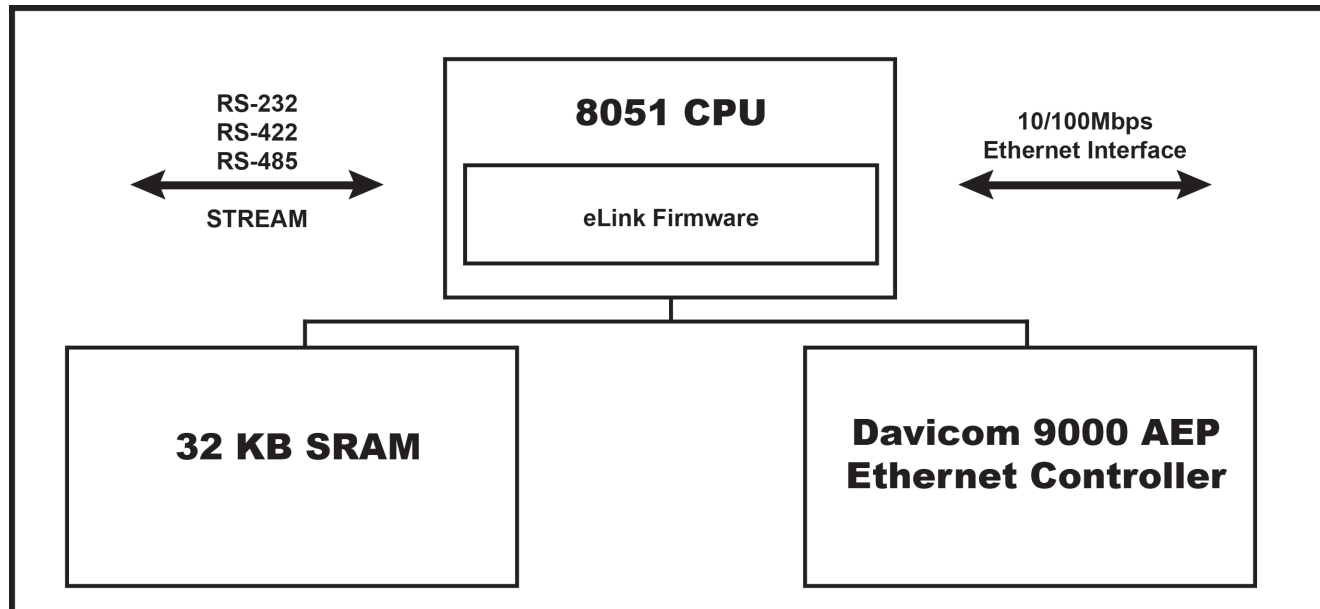 RS-232
RS-422
RS-485
STREAM
8051 CPU
eLink Firmware
10/100Mbps
Ethernet Interface
32 KB SRAM
Davicom 9000 AEP
Ethernet Controller